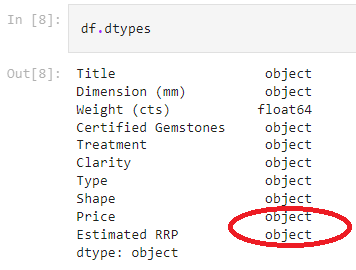 In [8]:
df.dtypes
Out[8]:
Title object
Dimension (mm) object
Weight (cts) float64
Certified Gemstones object
Treatment object
Clarity object
Type object
Shape object
Price object
Estimated RRP object
dtype: object